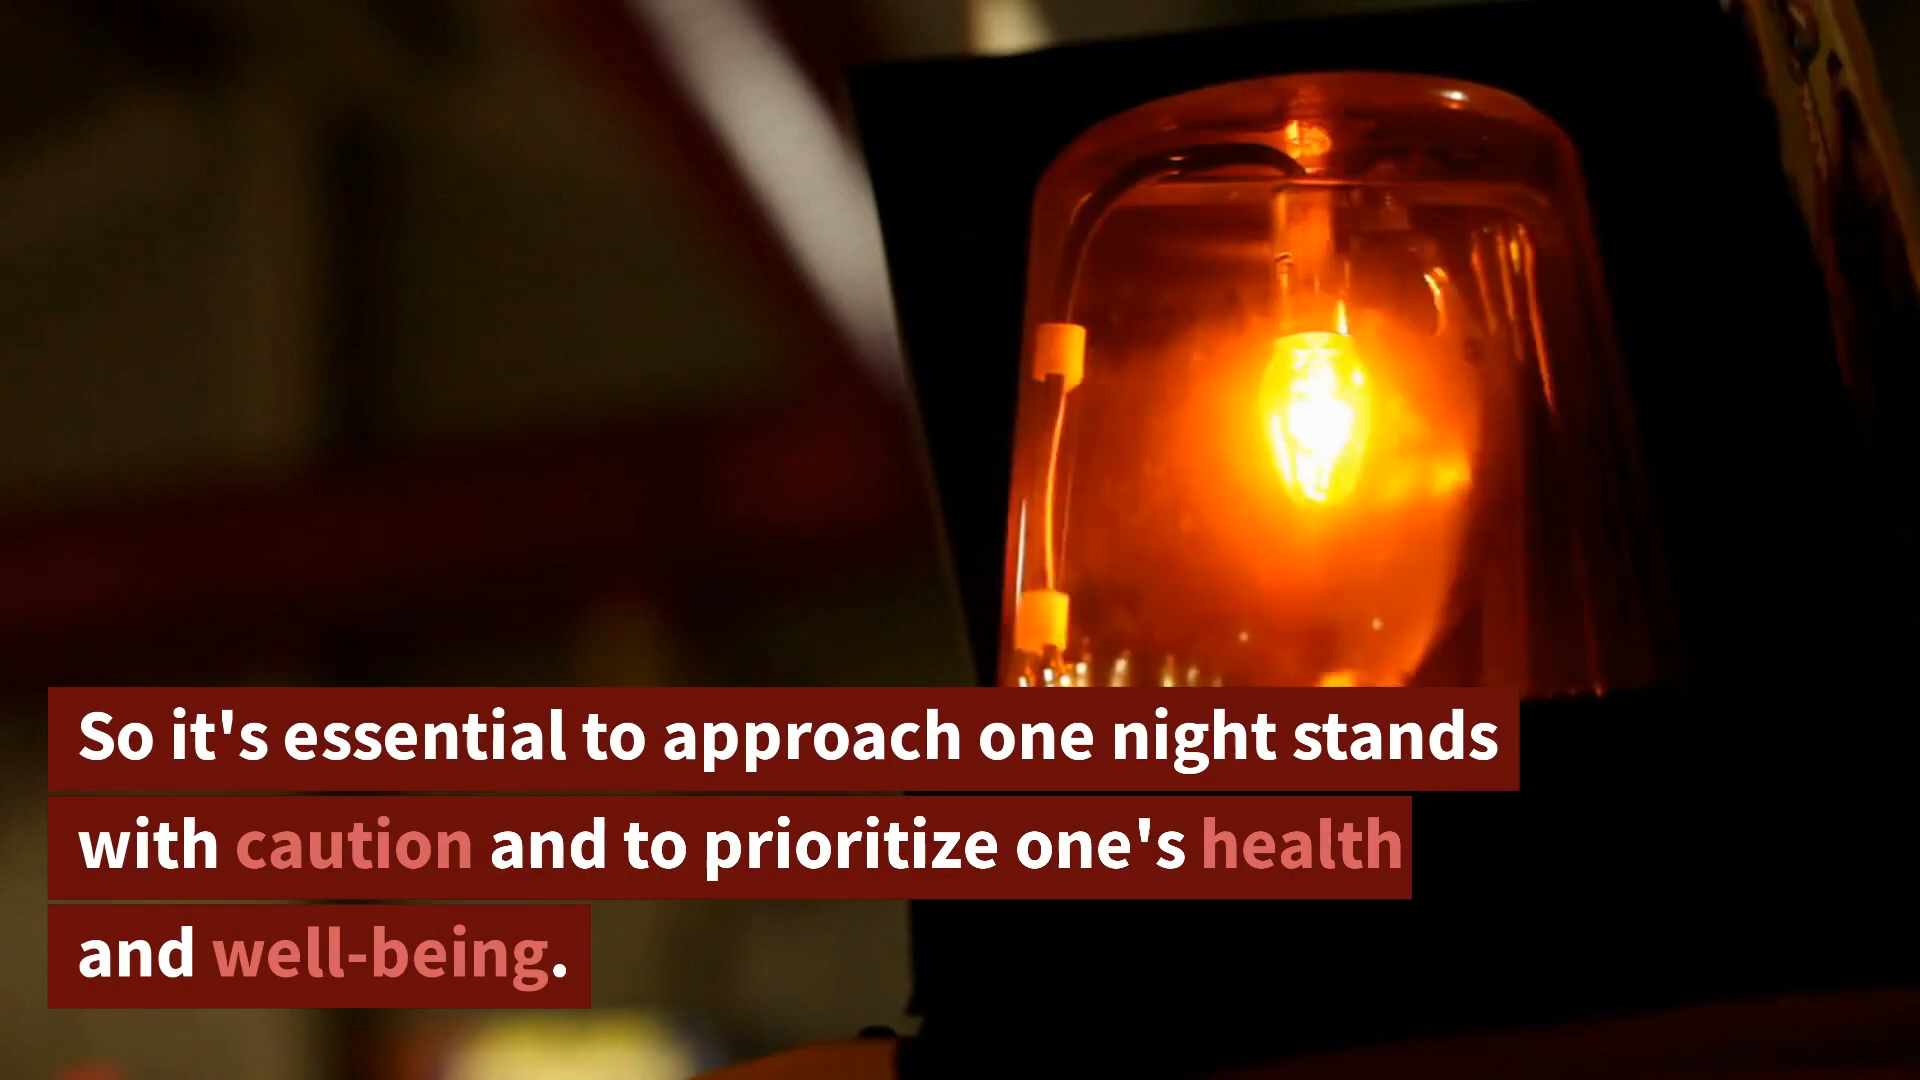 So it's essential to approach one night stands
with caution and to prioritize one's health
and well-being.